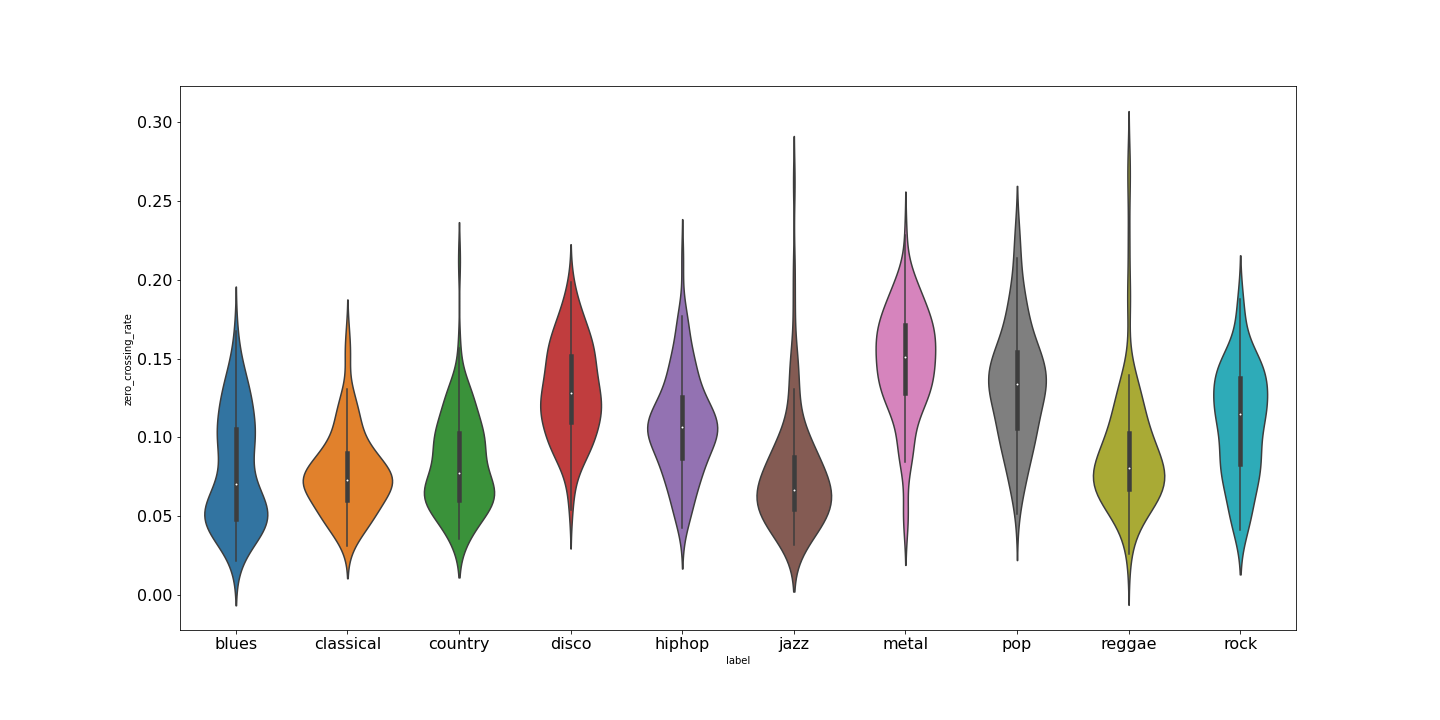 zero_crossing_rate
0.30
0.25
0.20
0.15
0.10
0.05
0.00
blues classical country disco hiphop jazz metal pop reggae rock
label